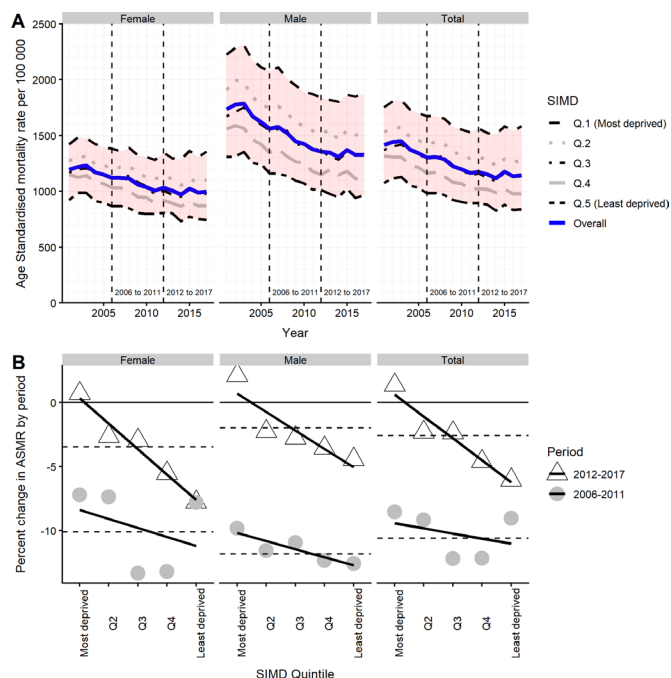 A
Female
Male
Total
2500
2000
1500
1000
500
0
Age Standardised mortality rate per 100 000
2006 to 2011
2012 to 2017
2006 to 2011
2012 to 2017
2006 to 2011
2012 to 2017
2005
2010
2015
2005
2010
2015
2005
2010
2015
Year
SIMD
Q.1 (Most deprived)
Q.2
Q.3
Q.4
Q.5 (Least deprived)
Overall
B
Female
Male
Total
0
-5
-10
Percent change in ASMR by period
Most deprived
Q2
Q3
Q4
Least deprived
Most deprived
Q2
Q3
Q4
Least deprived
Most deprived
Q2
Q3
Q4
Least deprived
SIMD Quintile
Period
2012-2017
2006-2011